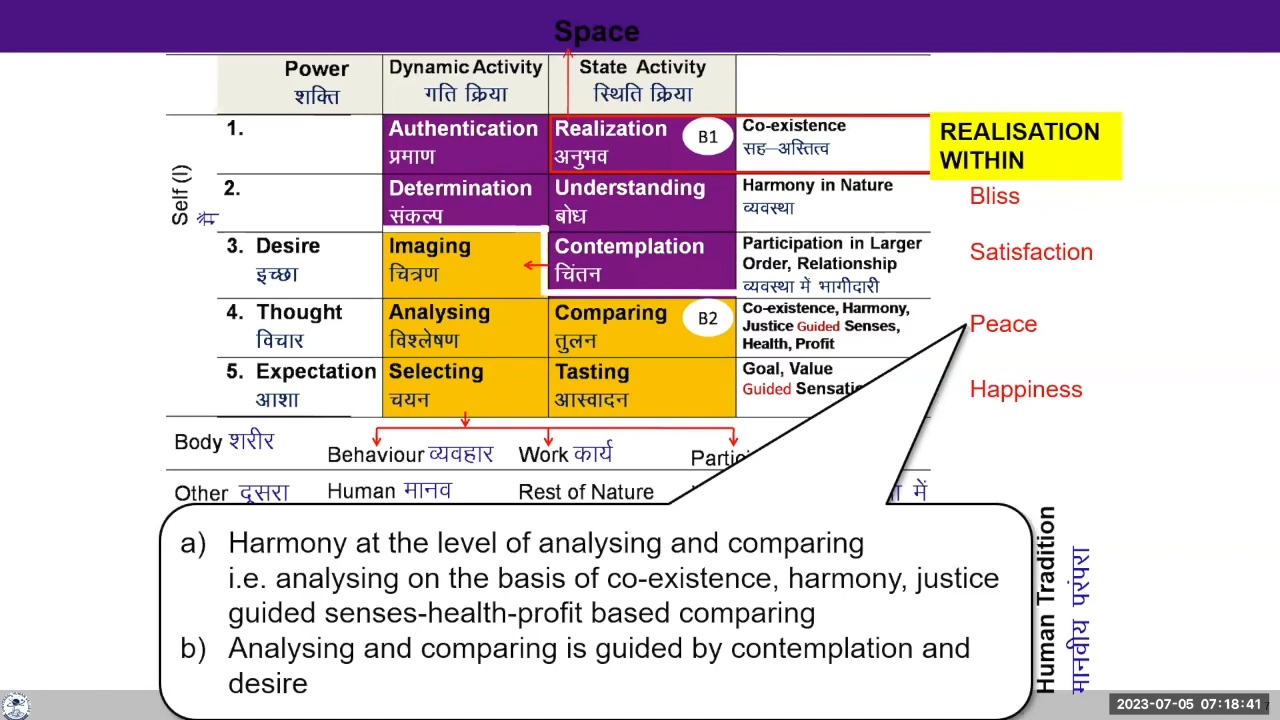 Space
Power Dynamic Activity State Activity
शक्ति गति क्रिया स्थिति क्रिया
1. Authentication Realization B1 Co-existence
प्रमाण अनुभव सह–अस्तित्व
REALISATION
WITHIN
2. Determination Understanding Harmony in Nature
संकल्प बोध व्यवस्था
Bliss
Self (I)
मैं
3. Desire Imaging Contemplation Participation in Larger
Order, Relationship
इच्छा चित्रण चिंतन व्यवस्था में भागीदारी
Satisfaction
4. Thought Analysing Comparing B2 Co-existence, Harmony,
Justice Guided Senses,
विचार विश्लेषण तुलन Health, Profit
Peace
5. Expectation Selecting Tasting Goal, Value
आशा चयन आस्वादन Guided
Happiness
Body शरीर
Behaviour व्यवहार Work कार्य
Other दूसरा Human मानव Rest of Nature में
a) Harmony at the level of analysing and comparing
i.e. analysing on the basis of co-existence, harmony, justice
guided senses-health-profit based comparing
b) Analysing and comparing is guided by contemplation and
desire
Human Tradition
मानवीय परंपरा
2023-07-05 07:18:41
7